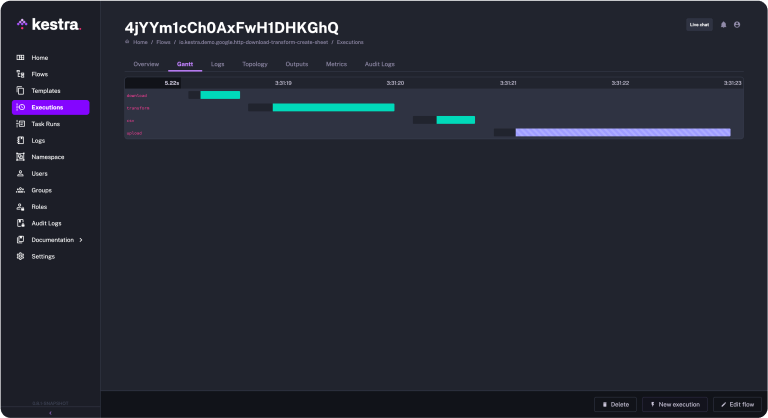 kestra.
Home
Flows
Templates
Executions
Task Runs
Logs
Namespace
Users
Groups
Roles
Audit Logs
Documentation
Settings
4jYYm1cCh0AxFwH1DHKGhQ
Home / Flows / io.kestra.demo.google.http-download-transform-create-sheet / Executions
Live chat
Overview Gantt Logs Topology Outputs Metrics Audit Logs
5.22s 3:31:19 3:31:20 3:31:21 3:31:22 3:31:23
download
transform
upload
Delete New execution Edit flow